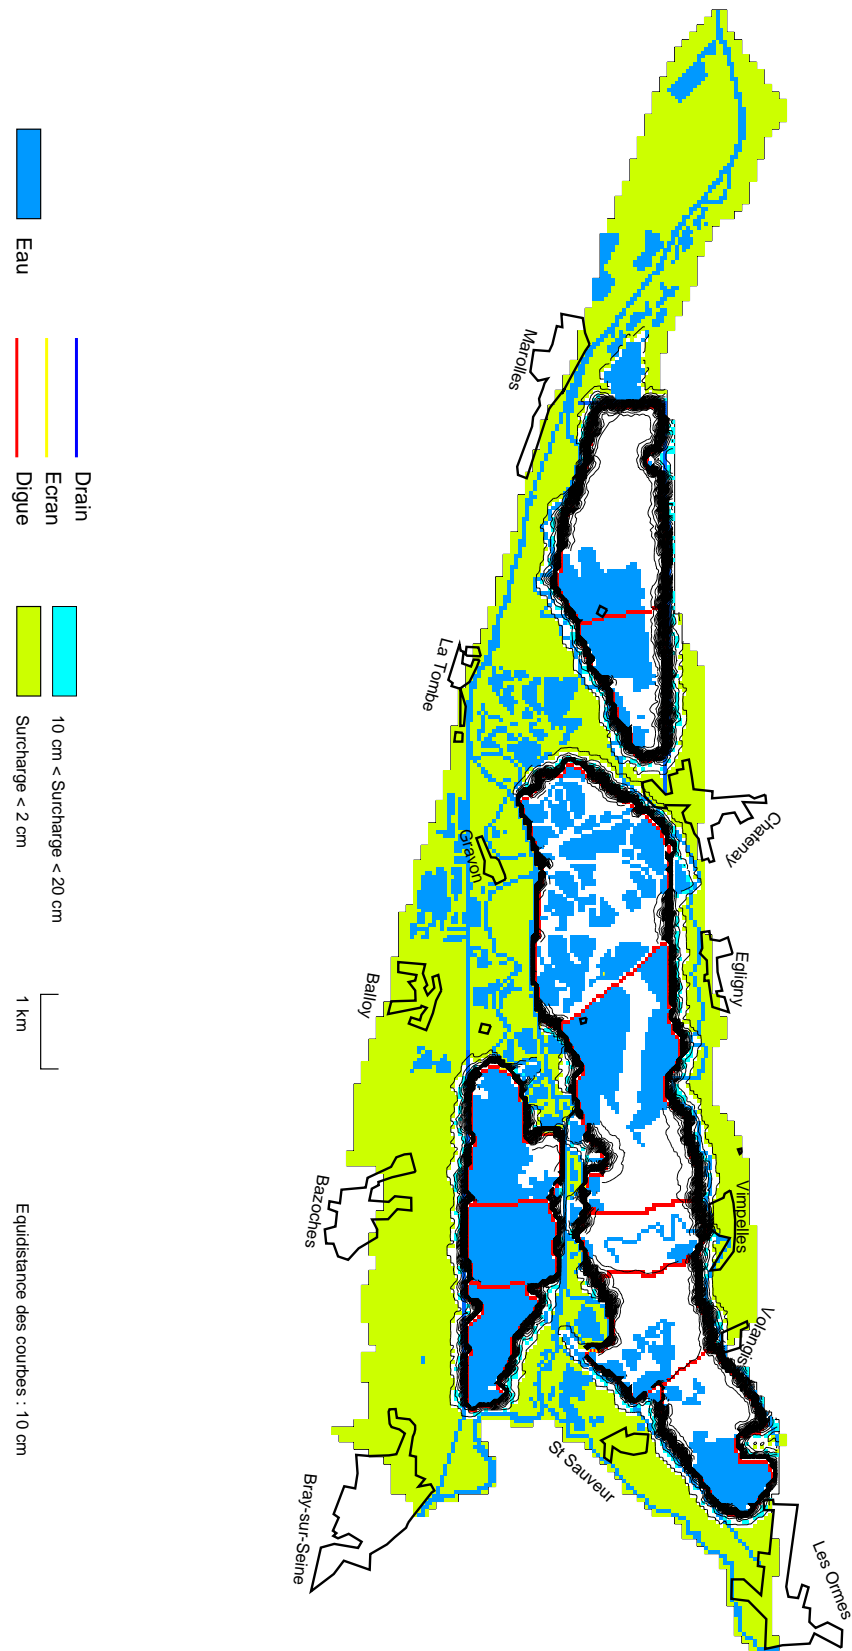 Marolles
La Tombe
Chatenay
Gravon
Egligny
Balloy
Vimpelles
Bazoches
Volangis
St Sauveur
Bray-sur-Seine
Les Ormes
Eau
Drain
Ecran
Digue
10 cm < Surcharge < 20 cm
Surcharge < 2 cm
1 km
Equidistance des courbes : 10 cm